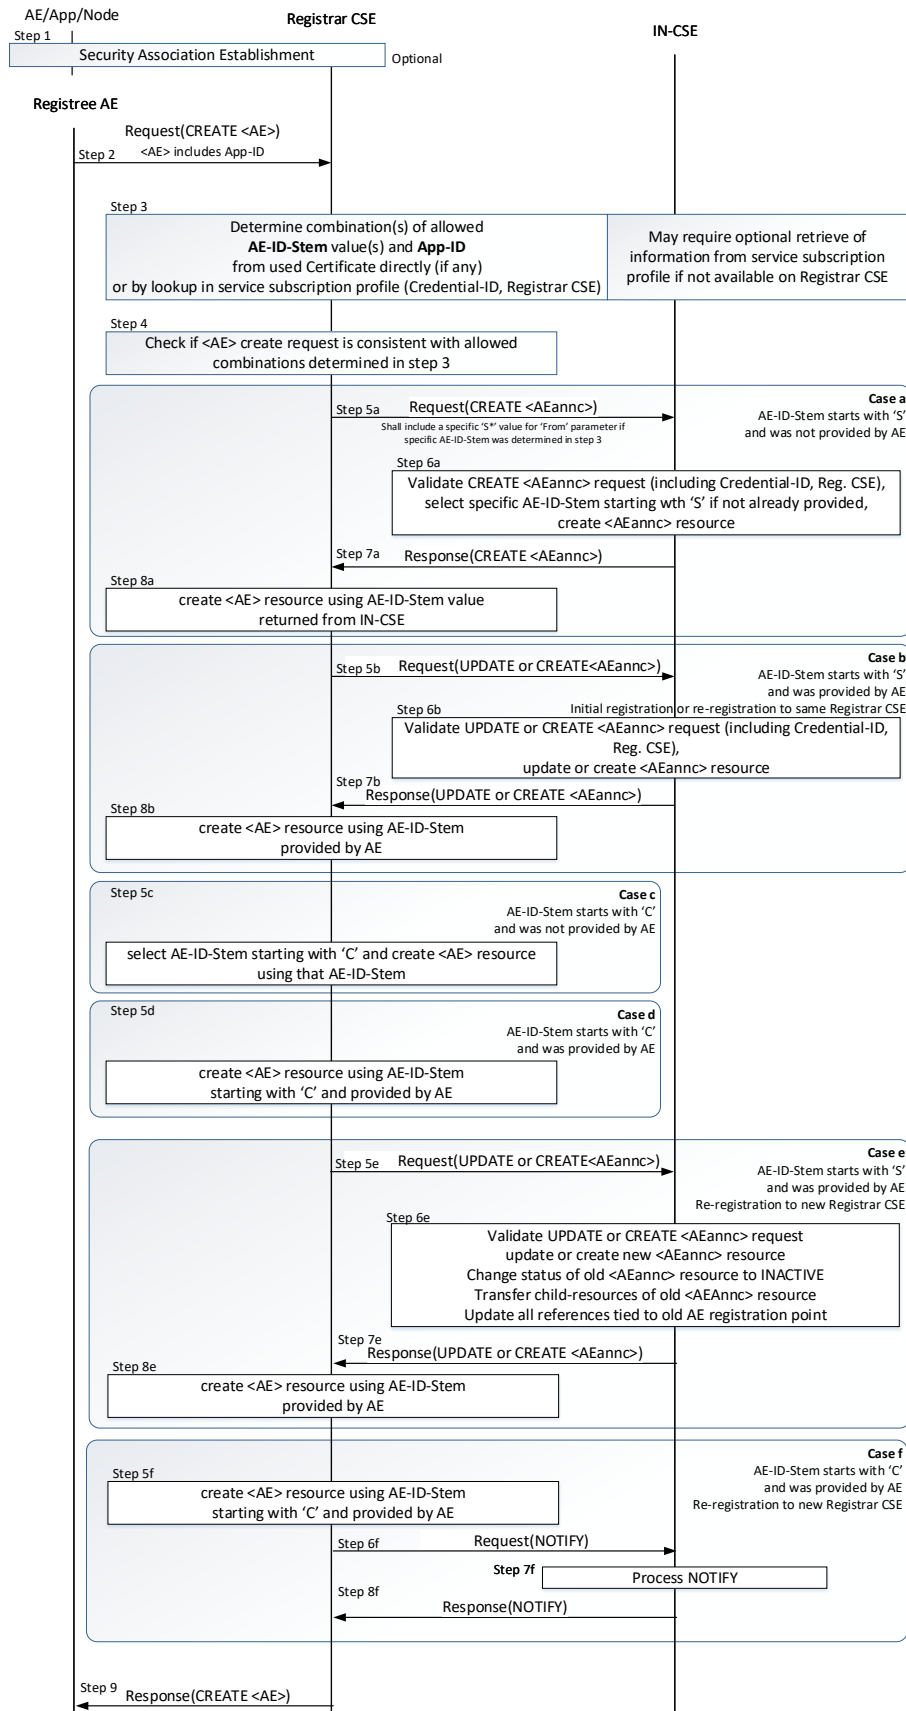 AE/App/Node
Registrar CSE
IN-CSE
Step 1
Security Association Establishment
Optional
Registree AE
Request(CREATE <AE>)
Step 2
<AE> includes App-ID
Step 3
Determine combination(s) of allowed
AE-ID-Stem value(s) and App-ID
from used Certificate directly (if any)
or by lookup in service subscription profile (Credential-ID, Registrar CSE)
May require optional retrieve of
information from service subscription
profile if not available on Registrar CSE
Step 4
Check if <AE> create request is consistent with allowed
combinations determined in step 3
Case a
AE-ID-Stem starts with ‘S’
and was not provided by AE
Step 5a
Request(CREATE <AEannc>)
Shall include a specific ‘S*’ value for ‘From’ parameter if
specific AE-ID-Stem was determined in step 3
Step 6a
Validate CREATE <AEannc> request (including Credential-ID, Reg. CSE),
select specific AE-ID-Stem starting wth ‘S’ if not already provided,
create <AEannc> resource
Step 7a
Response(CREATE <AEannc>)
Step 8a
create <AE> resource using AE-ID-Stem value
returned from IN-CSE
Case b
AE-ID-Stem starts with ‘S’
and was provided by AE
Initial registration or re-registration to same Registrar CSE
Step 5b
Request(UPDATE or CREATE<AEannc>)
Step 6b
Validate UPDATE or CREATE <AEannc> request (including Credential-ID,
Reg. CSE),
update or create <AEannc> resource
Step 7b
Response(UPDATE or CREATE <AEannc>)
Step 8b
create <AE> resource using AE-ID-Stem
provided by AE
Step 5c
Case c
AE-ID-Stem starts with ‘C’
and was not provided by AE
select AE-ID-Stem starting with ‘C’ and create <AE> resource
using that AE-ID-Stem
Step 5d
Case d
AE-ID-Stem starts with ‘C’
and was provided by AE
create <AE> resource using AE-ID-Stem
starting with ‘C’ and provided by AE
Case e
AE-ID-Stem starts with ‘S’
and was provided by AE
Re-registration to new Registrar CSE
Step 5e
Request(UPDATE or CREATE<AEannc>)
Step 6e
Validate UPDATE or CREATE <AEannc> request
update or create new <AEannc> resource
Change status of old <AEannc> resource to INACTIVE
Transfer child-resources of old <AEAnnc> resource
Update all references tied to old AE registration point
Step 7e
Response(UPDATE or CREATE <AEannc>)
Step 8e
create <AE> resource using AE-ID-Stem
provided by AE
Case f
AE-ID-Stem starts with ‘C’
and was provided by AE
Re-registration to new Registrar CSE
Step 5f
create <AE> resource using AE-ID-Stem
starting with ‘C’ and provided by AE
Step 6f
Request(NOTIFY)
Step 7f
Process NOTIFY
Step 8f
Response(NOTIFY)
Step 9
Response(CREATE <AE>)